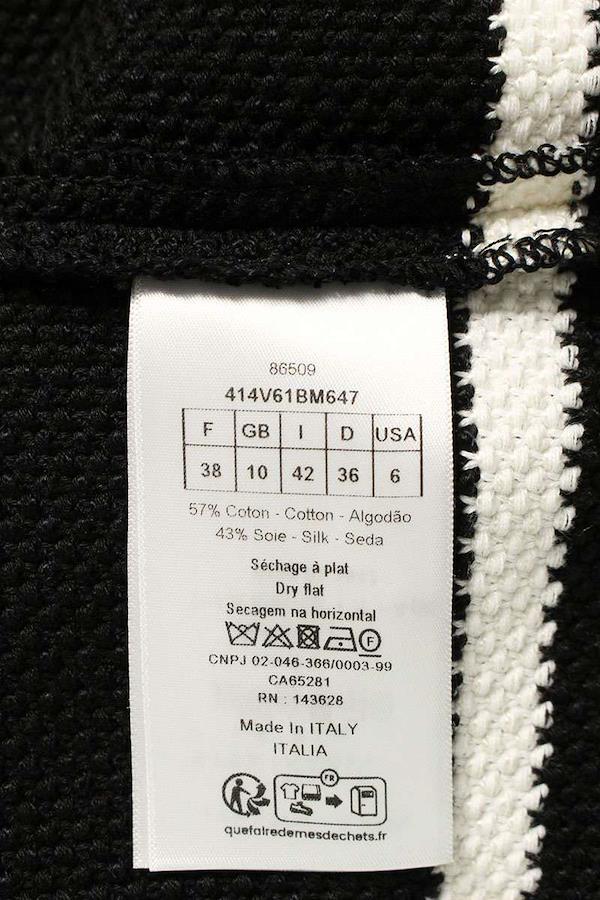 86509
414V61BM647
F GB I D USA
38 10 42 36 6
57% Coton - Cotton - Algodão
43% Soie - Silk - Seda
Séchage à plat
Dry flat
Secagem na horizontal
F
CNPJ 02-046-366/0003-99
CA65281
RN : 143628
Made In ITALY
ITALIA
FR
quefairedemesdechets.fr